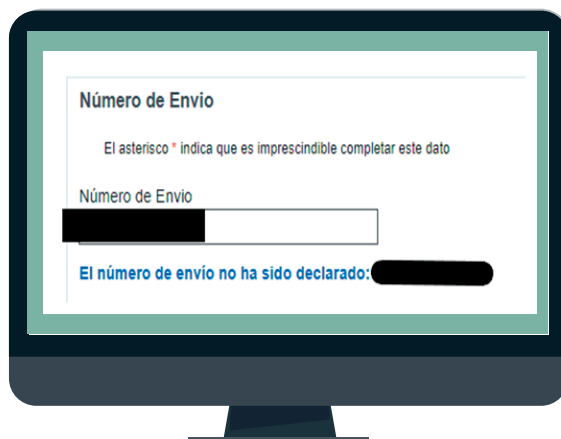 Número de Envio
El asterisco * indica que es imprescindible completar este dato
Número de Envio
El número de envío no ha sido declarado: